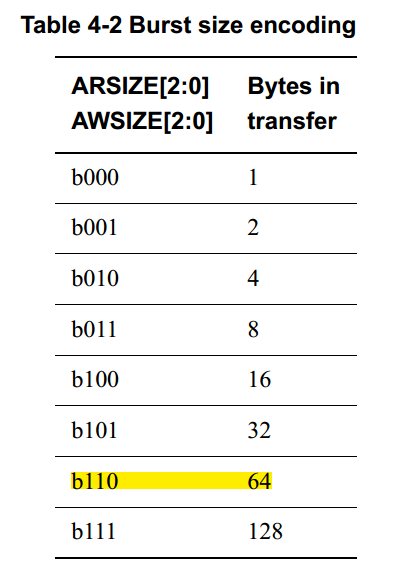 Table 4-2 Burst size encoding
ARSIZE[2:0] Bytes in
AWSIZE[2:0] transfer
b000 1
b001 2
b010 4
b011 8
b100 16
b101 32
b110 64
b111 128